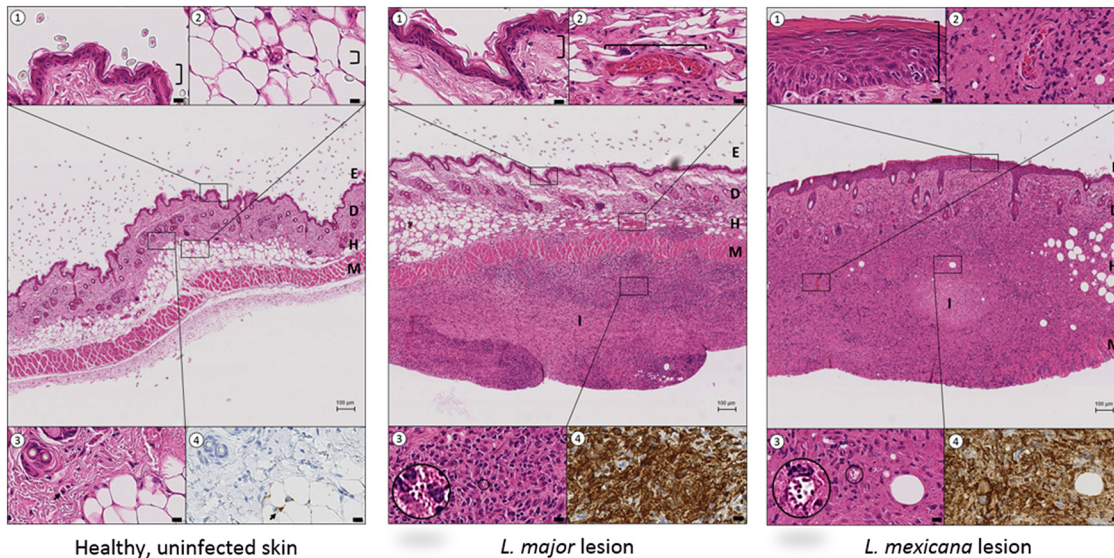 1
2
E
D
H
M
100 µm
3
4
Healthy, uninfected skin
1
2
E
D
H
M
I
100 µm
3
4
L. major lesion
1
2
I
M
100 µm
3
4
L. mexicana lesion